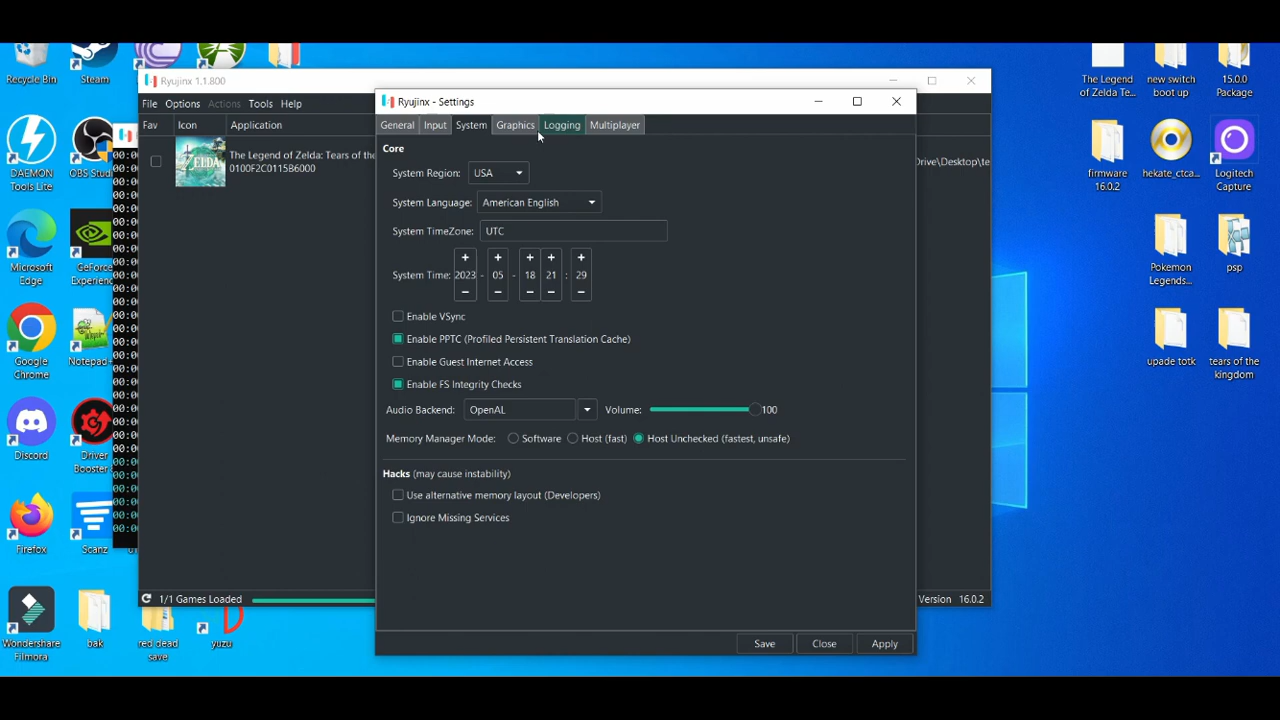 Recycle Bin
Steam
DAEMON
Tools Lite
Microsoft
Edge
GeForce
Google
Chrome
Discord
Driver
Booster
Firefox
Scanz
Wondershare
Filmora
bak
red dead
save
yuzu
Ryujinx 1.1.800
File Options Actions Tools Help
Fav Icon Application
The Legend of Zelda: Tears of the
0100F2C0115B6000
ZELDA
1/1 Games Loaded
Version 16.0.2
Ryujinx - Settings
General Input System Graphics Logging Multiplayer
Core
System Region: USA
System Language: American English
System TimeZone: UTC
+ + + + +
System Time: 2023 - 05 - 18 21 : 29
− − − − −
Enable VSync
Enable PPTC (Profiled Persistent Translation Cache)
Enable Guest Internet Access
Enable FS Integrity Checks
Audio Backend: OpenAL Volume: 100
Memory Manager Mode: Software Host (fast) Host Unchecked (fastest, unsafe)
Hacks (may cause instability)
Use alternative memory layout (Developers)
Ignore Missing Services
Save Close Apply
The Legend
of Zelda Te...
new switch
boot up
15.0.0
Package
firmware
16.0.2
hekate_ctca...
Logitech
Capture
Pokemon
Legends...
psp
upade totk
tears of the
kingdom